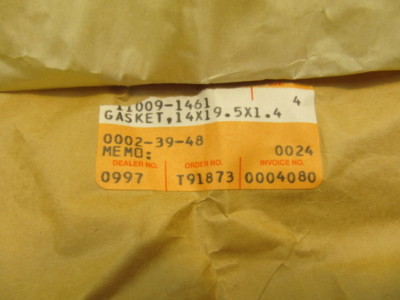 11009-1461 4
GASKET,14X19.5X1.4
0002-39-48
MEMO: 0024
DEALER NO. ORDER NO. INVOICE NO.
0997 T91873 0004080